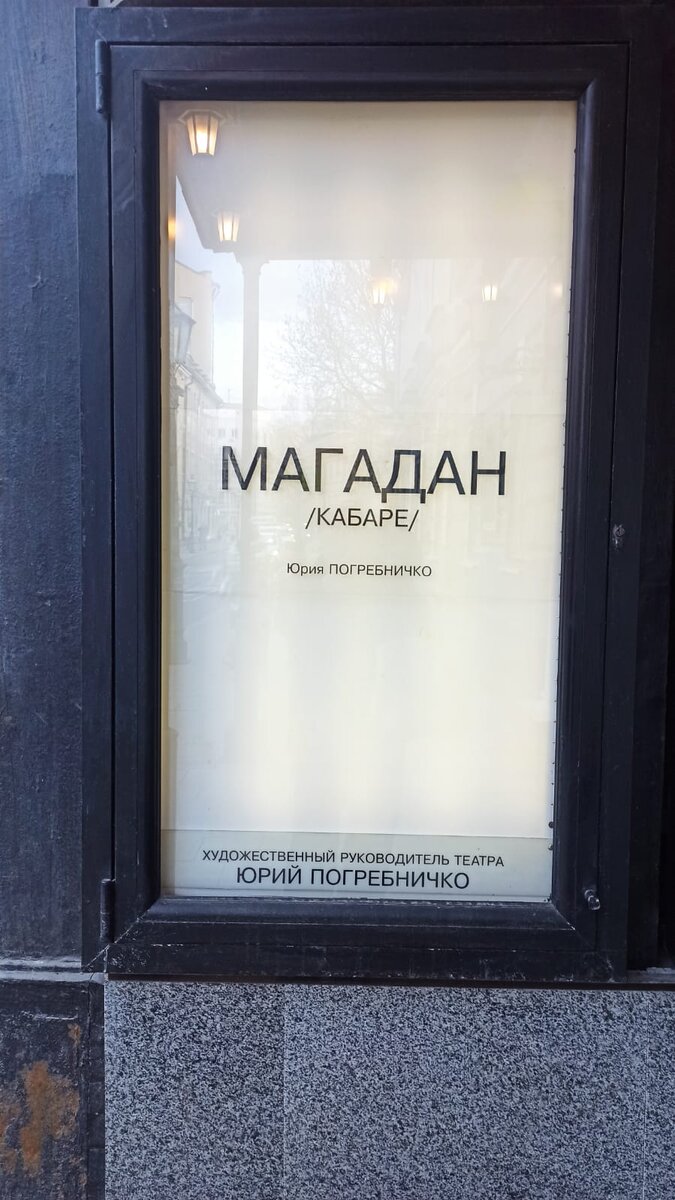 МАГАДАН
/КАБАРЕ/
Юрия ПОГРЕБНИЧКО
ХУДОЖЕСТВЕННЫЙ РУКОВОДИТЕЛЬ ТЕАТРА
ЮРИЙ ПОГРЕБНИЧКО